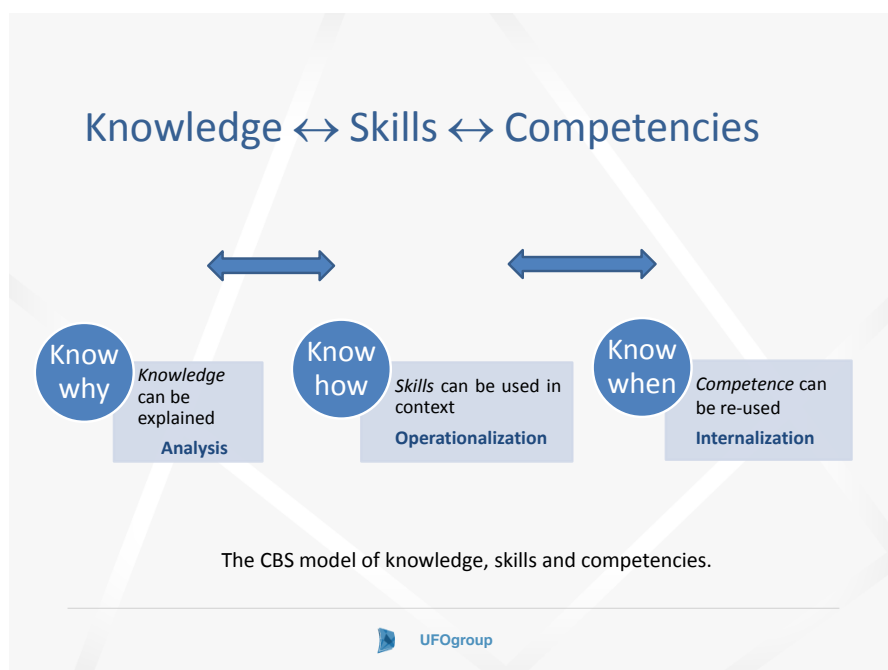 Knowledge ↔ Skills ↔ Competencies
Know
why
Knowledge
can be
explained
Analysis
Know
how
Skills can be used in
context
Operationalization
Know
when
Competence can
be re-used
Internalization
The CBS model of knowledge, skills and competencies.
UFOgroup